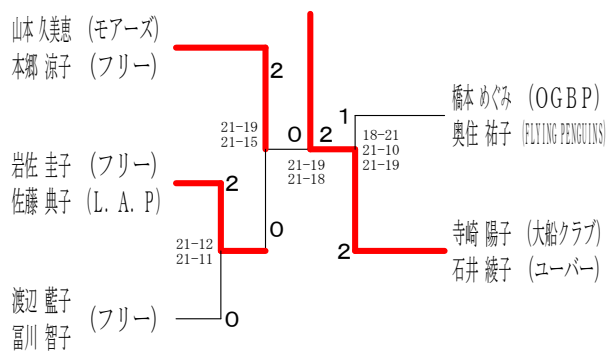 山本 久美恵 (モアーズ)
本郷 涼子 (フリー)
2
21-19
21-15
0
2
21-19
21-18
1
18-21
21-10
21-19
橋本 めぐみ (OGBP)
奥住 祐子 (FLYING PENGUINS)
岩佐 圭子 (フリー)
佐藤 典子 (L.A.P)
2
21-12
21-11
0
2
寺崎 陽子 (大船クラブ)
石井 綾子 (ユーバー)
渡辺 藍子
冨川 智子
(フリー)
0